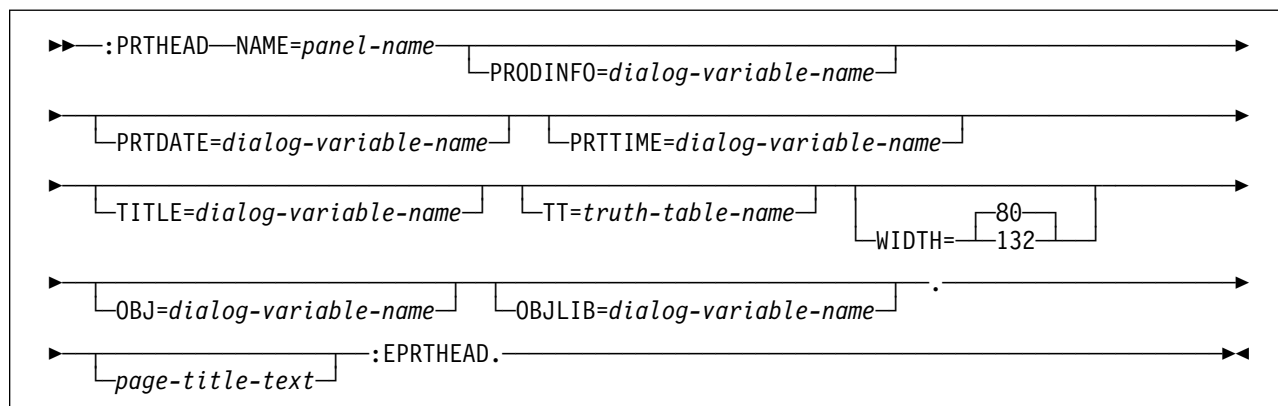 :PRTHEAD NAME=panel-name
PRODINFO=dialog-variable-name
PRTDATE=dialog-variable-name PRTTIME=dialog-variable-name
TITLE=dialog-variable-name TT=truth-table-name 80
WIDTH= 132
.
OBJ=dialog-variable-name OBJLIB=dialog-variable-name
:EPRTHEAD.
page-title-text